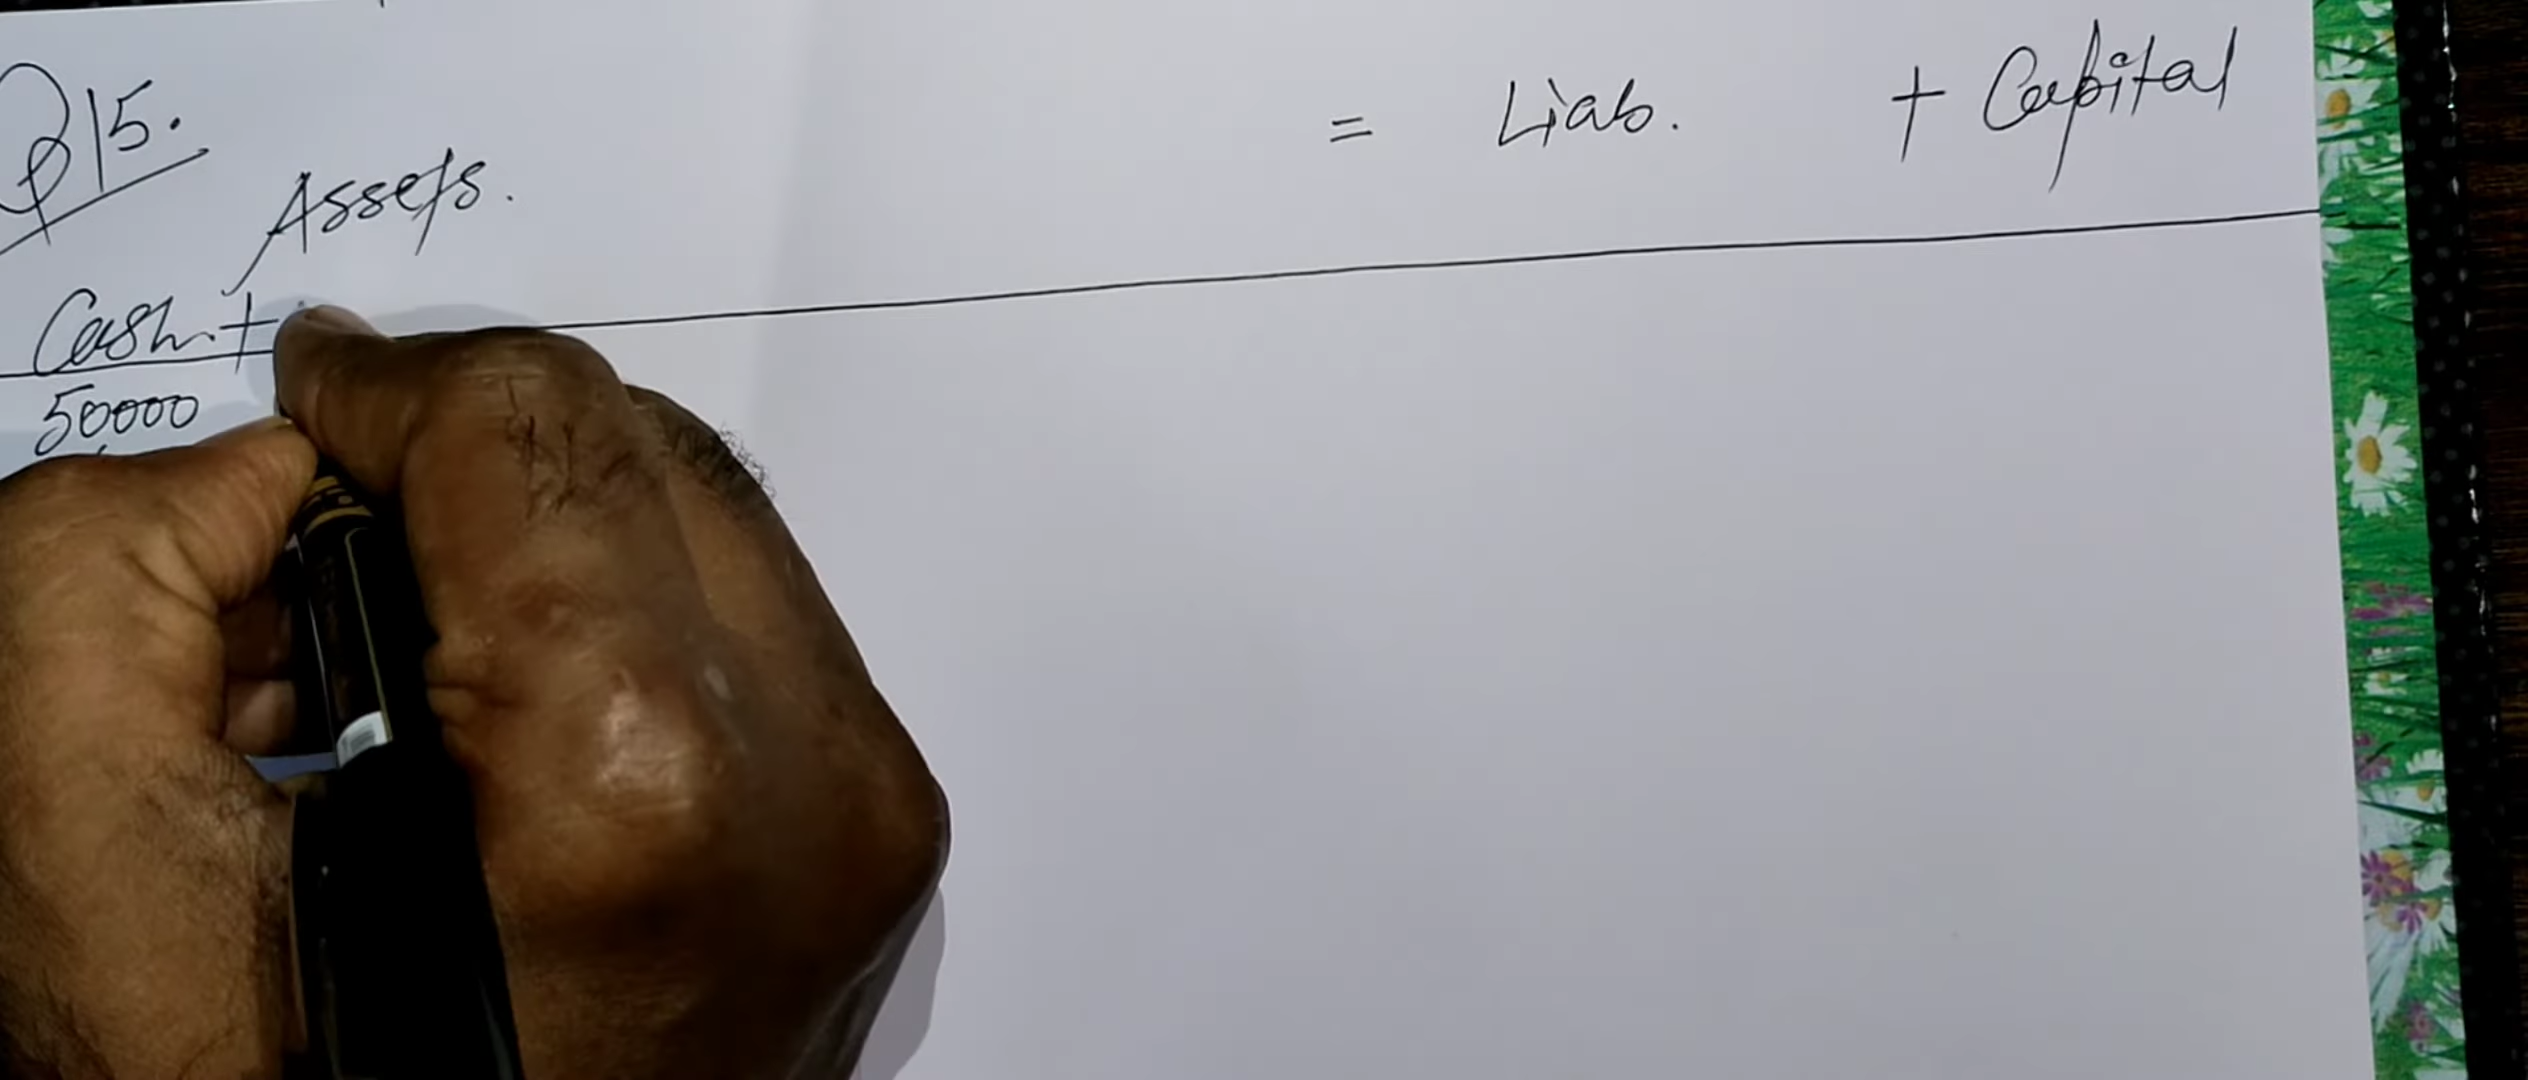 Q15.
Assets. = Liab. + Capital
Cash +
50000